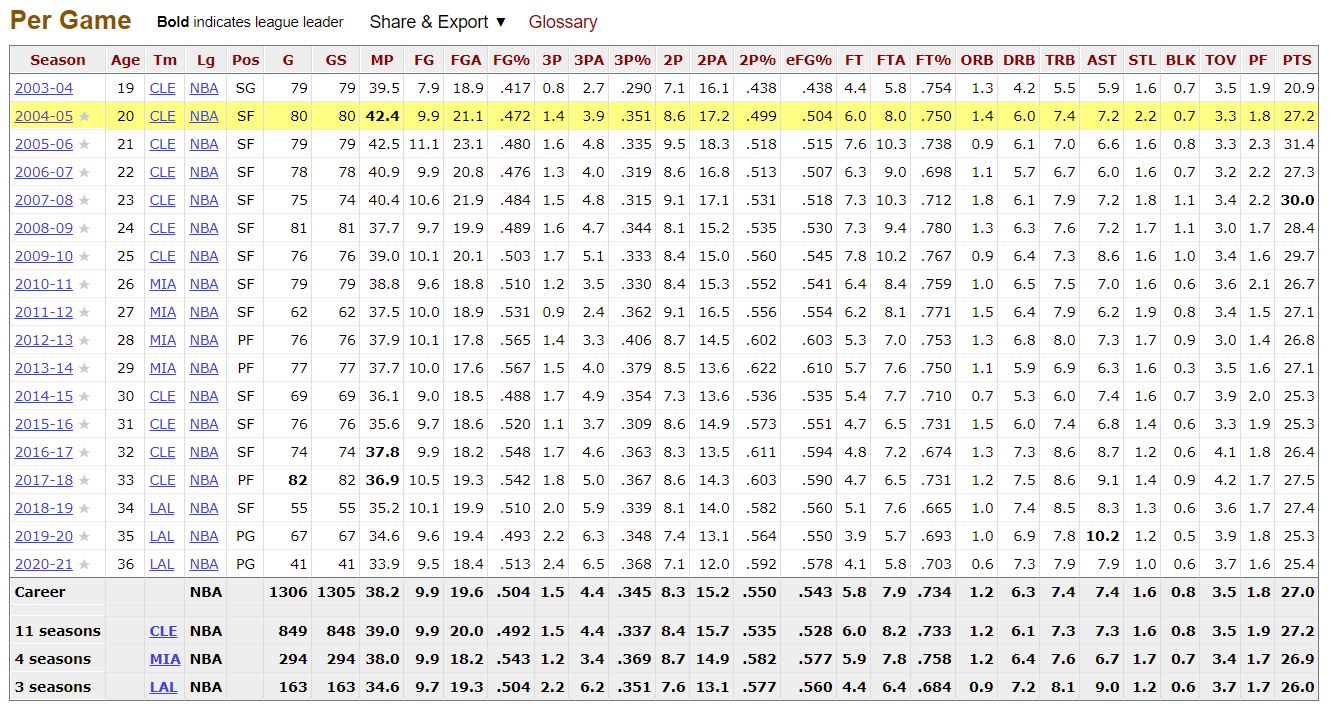 Per Game Bold indicates league leader Share & Export ▼ Glossary
Season Age Tm Lg Pos G GS MP FG FGA FG% 3P 3PA 3P% 2P 2PA 2P% eFG% FT FTA FT% ORB DRB TRB AST STL BLK TOV PF PTS
2003-04 19 CLE NBA SG 79 79 39.5 7.9 18.9 .417 0.8 2.7 .290 7.1 16.1 .438 .438 4.4 5.8 .754 1.3 4.2 5.5 5.9 1.6 0.7 3.5 1.9 20.9
2004-05 ★ 20 CLE NBA SF 80 80 42.4 9.9 21.1 .472 1.4 3.9 .351 8.6 17.2 .499 .504 6.0 8.0 .750 1.4 6.0 7.4 7.2 2.2 0.7 3.3 1.8 27.2
2005-06 ★ 21 CLE NBA SF 79 79 42.5 11.1 23.1 .480 1.6 4.8 .335 9.5 18.3 .518 .515 7.6 10.3 .738 0.9 6.1 7.0 6.6 1.6 0.8 3.3 2.3 31.4
2006-07 ★ 22 CLE NBA SF 78 78 40.9 9.9 20.8 .476 1.3 4.0 .319 8.6 16.8 .513 .507 6.3 9.0 .698 1.1 5.7 6.7 6.0 1.6 0.7 3.2 2.2 27.3
2007-08 ★ 23 CLE NBA SF 75 74 40.4 10.6 21.9 .484 1.5 4.8 .315 9.1 17.1 .531 .518 7.3 10.3 .712 1.8 6.1 7.9 7.2 1.8 1.1 3.4 2.2 30.0
2008-09 ★ 24 CLE NBA SF 81 81 37.7 9.7 19.9 .489 1.6 4.7 .344 8.1 15.2 .535 .530 7.3 9.4 .780 1.3 6.3 7.6 7.2 1.7 1.1 3.0 1.7 28.4
2009-10 ★ 25 CLE NBA SF 76 76 39.0 10.1 20.1 .503 1.7 5.1 .333 8.4 15.0 .560 .545 7.8 10.2 .767 0.9 6.4 7.3 8.6 1.6 1.0 3.4 1.6 29.7
2010-11 ★ 26 MIA NBA SF 79 79 38.8 9.6 18.8 .510 1.2 3.5 .330 8.4 15.3 .552 .541 6.4 8.4 .759 1.0 6.5 7.5 7.0 1.6 0.6 3.6 2.1 26.7
2011-12 ★ 27 MIA NBA SF 62 62 37.5 10.0 18.9 .531 0.9 2.4 .362 9.1 16.5 .556 .554 6.2 8.1 .771 1.5 6.4 7.9 6.2 1.9 0.8 3.4 1.5 27.1
2012-13 ★ 28 MIA NBA PF 76 76 37.9 10.1 17.8 .565 1.4 3.3 .406 8.7 14.5 .602 .603 5.3 7.0 .753 1.3 6.8 8.0 7.3 1.7 0.9 3.0 1.4 26.8
2013-14 ★ 29 MIA NBA PF 77 77 37.7 10.0 17.6 .567 1.5 4.0 .379 8.5 13.6 .622 .610 5.7 7.6 .750 1.1 5.9 6.9 6.3 1.6 0.3 3.5 1.6 27.1
2014-15 ★ 30 CLE NBA SF 69 69 36.1 9.0 18.5 .488 1.7 4.9 .354 7.3 13.6 .536 .535 5.4 7.7 .710 0.7 5.3 6.0 7.4 1.6 0.7 3.9 2.0 25.3
2015-16 ★ 31 CLE NBA SF 76 76 35.6 9.7 18.6 .520 1.1 3.7 .309 8.6 14.9 .573 .551 4.7 6.5 .731 1.5 6.0 7.4 6.8 1.4 0.6 3.3 1.9 25.3
2016-17 ★ 32 CLE NBA SF 74 74 37.8 9.9 18.2 .548 1.7 4.6 .363 8.3 13.5 .611 .594 4.8 7.2 .674 1.3 7.3 8.6 8.7 1.2 0.6 4.1 1.8 26.4
2017-18 ★ 33 CLE NBA PF 82 82 36.9 10.5 19.3 .542 1.8 5.0 .367 8.6 14.3 .603 .590 4.7 6.5 .731 1.2 7.5 8.6 9.1 1.4 0.9 4.2 1.7 27.5
2018-19 ★ 34 LAL NBA SF 55 55 35.2 10.1 19.9 .510 2.0 5.9 .339 8.1 14.0 .582 .560 5.1 7.6 .665 1.0 7.4 8.5 8.3 1.3 0.6 3.6 1.7 27.4
2019-20 ★ 35 LAL NBA PG 67 67 34.6 9.6 19.4 .493 2.2 6.3 .348 7.4 13.1 .564 .550 3.9 5.7 .693 1.0 6.9 7.8 10.2 1.2 0.5 3.9 1.8 25.3
2020-21 ★ 36 LAL NBA PG 41 41 33.9 9.5 18.4 .513 2.4 6.5 .368 7.1 12.0 .592 .578 4.1 5.8 .703 0.6 7.3 7.9 7.9 1.0 0.6 3.7 1.6 25.4
Career NBA 1306 1305 38.2 9.9 19.6 .504 1.5 4.4 .345 8.3 15.2 .550 .543 5.8 7.9 .734 1.2 6.3 7.4 7.4 1.6 0.8 3.5 1.8 27.0
11 seasons CLE NBA 849 848 39.0 9.9 20.0 .492 1.5 4.4 .337 8.4 15.7 .535 .528 6.0 8.2 .733 1.2 6.1 7.3 7.3 1.6 0.8 3.5 1.9 27.2
4 seasons MIA NBA 294 294 38.0 9.9 18.2 .543 1.2 3.4 .369 8.7 14.9 .582 .577 5.9 7.8 .758 1.2 6.4 7.6 6.7 1.7 0.7 3.4 1.7 26.9
3 seasons LAL NBA 163 163 34.6 9.7 19.3 .504 2.2 6.2 .351 7.6 13.1 .577 .560 4.4 6.4 .684 0.9 7.2 8.1 9.0 1.2 0.6 3.7 1.7 26.0